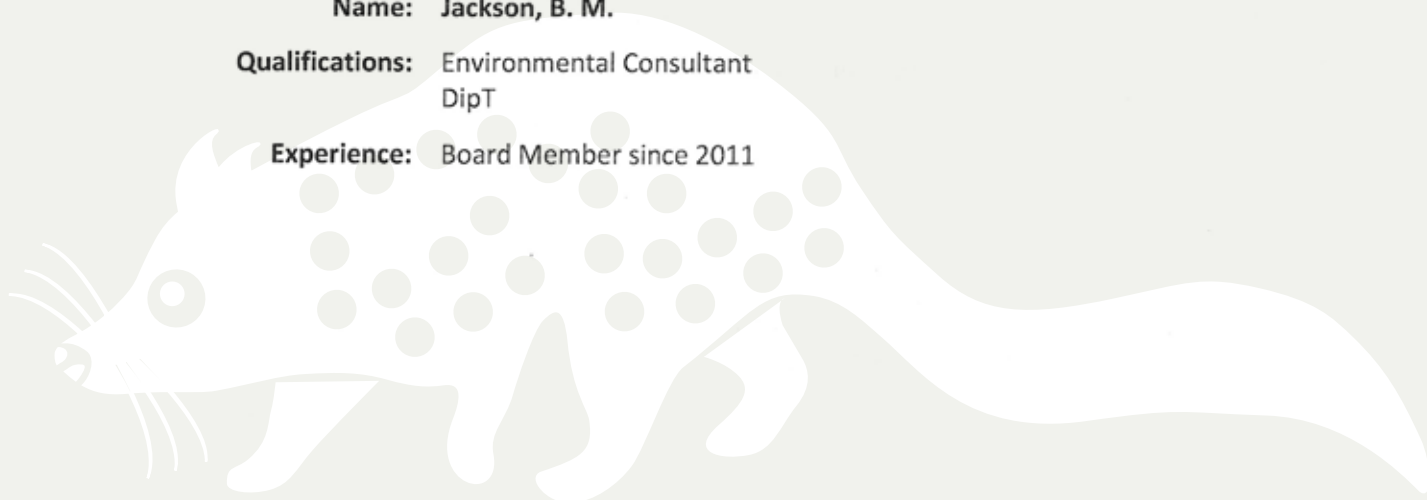 Name: Jackson, B. M.
Qualifications: Environmental Consultant
DipT
Experience: Board Member since 2011